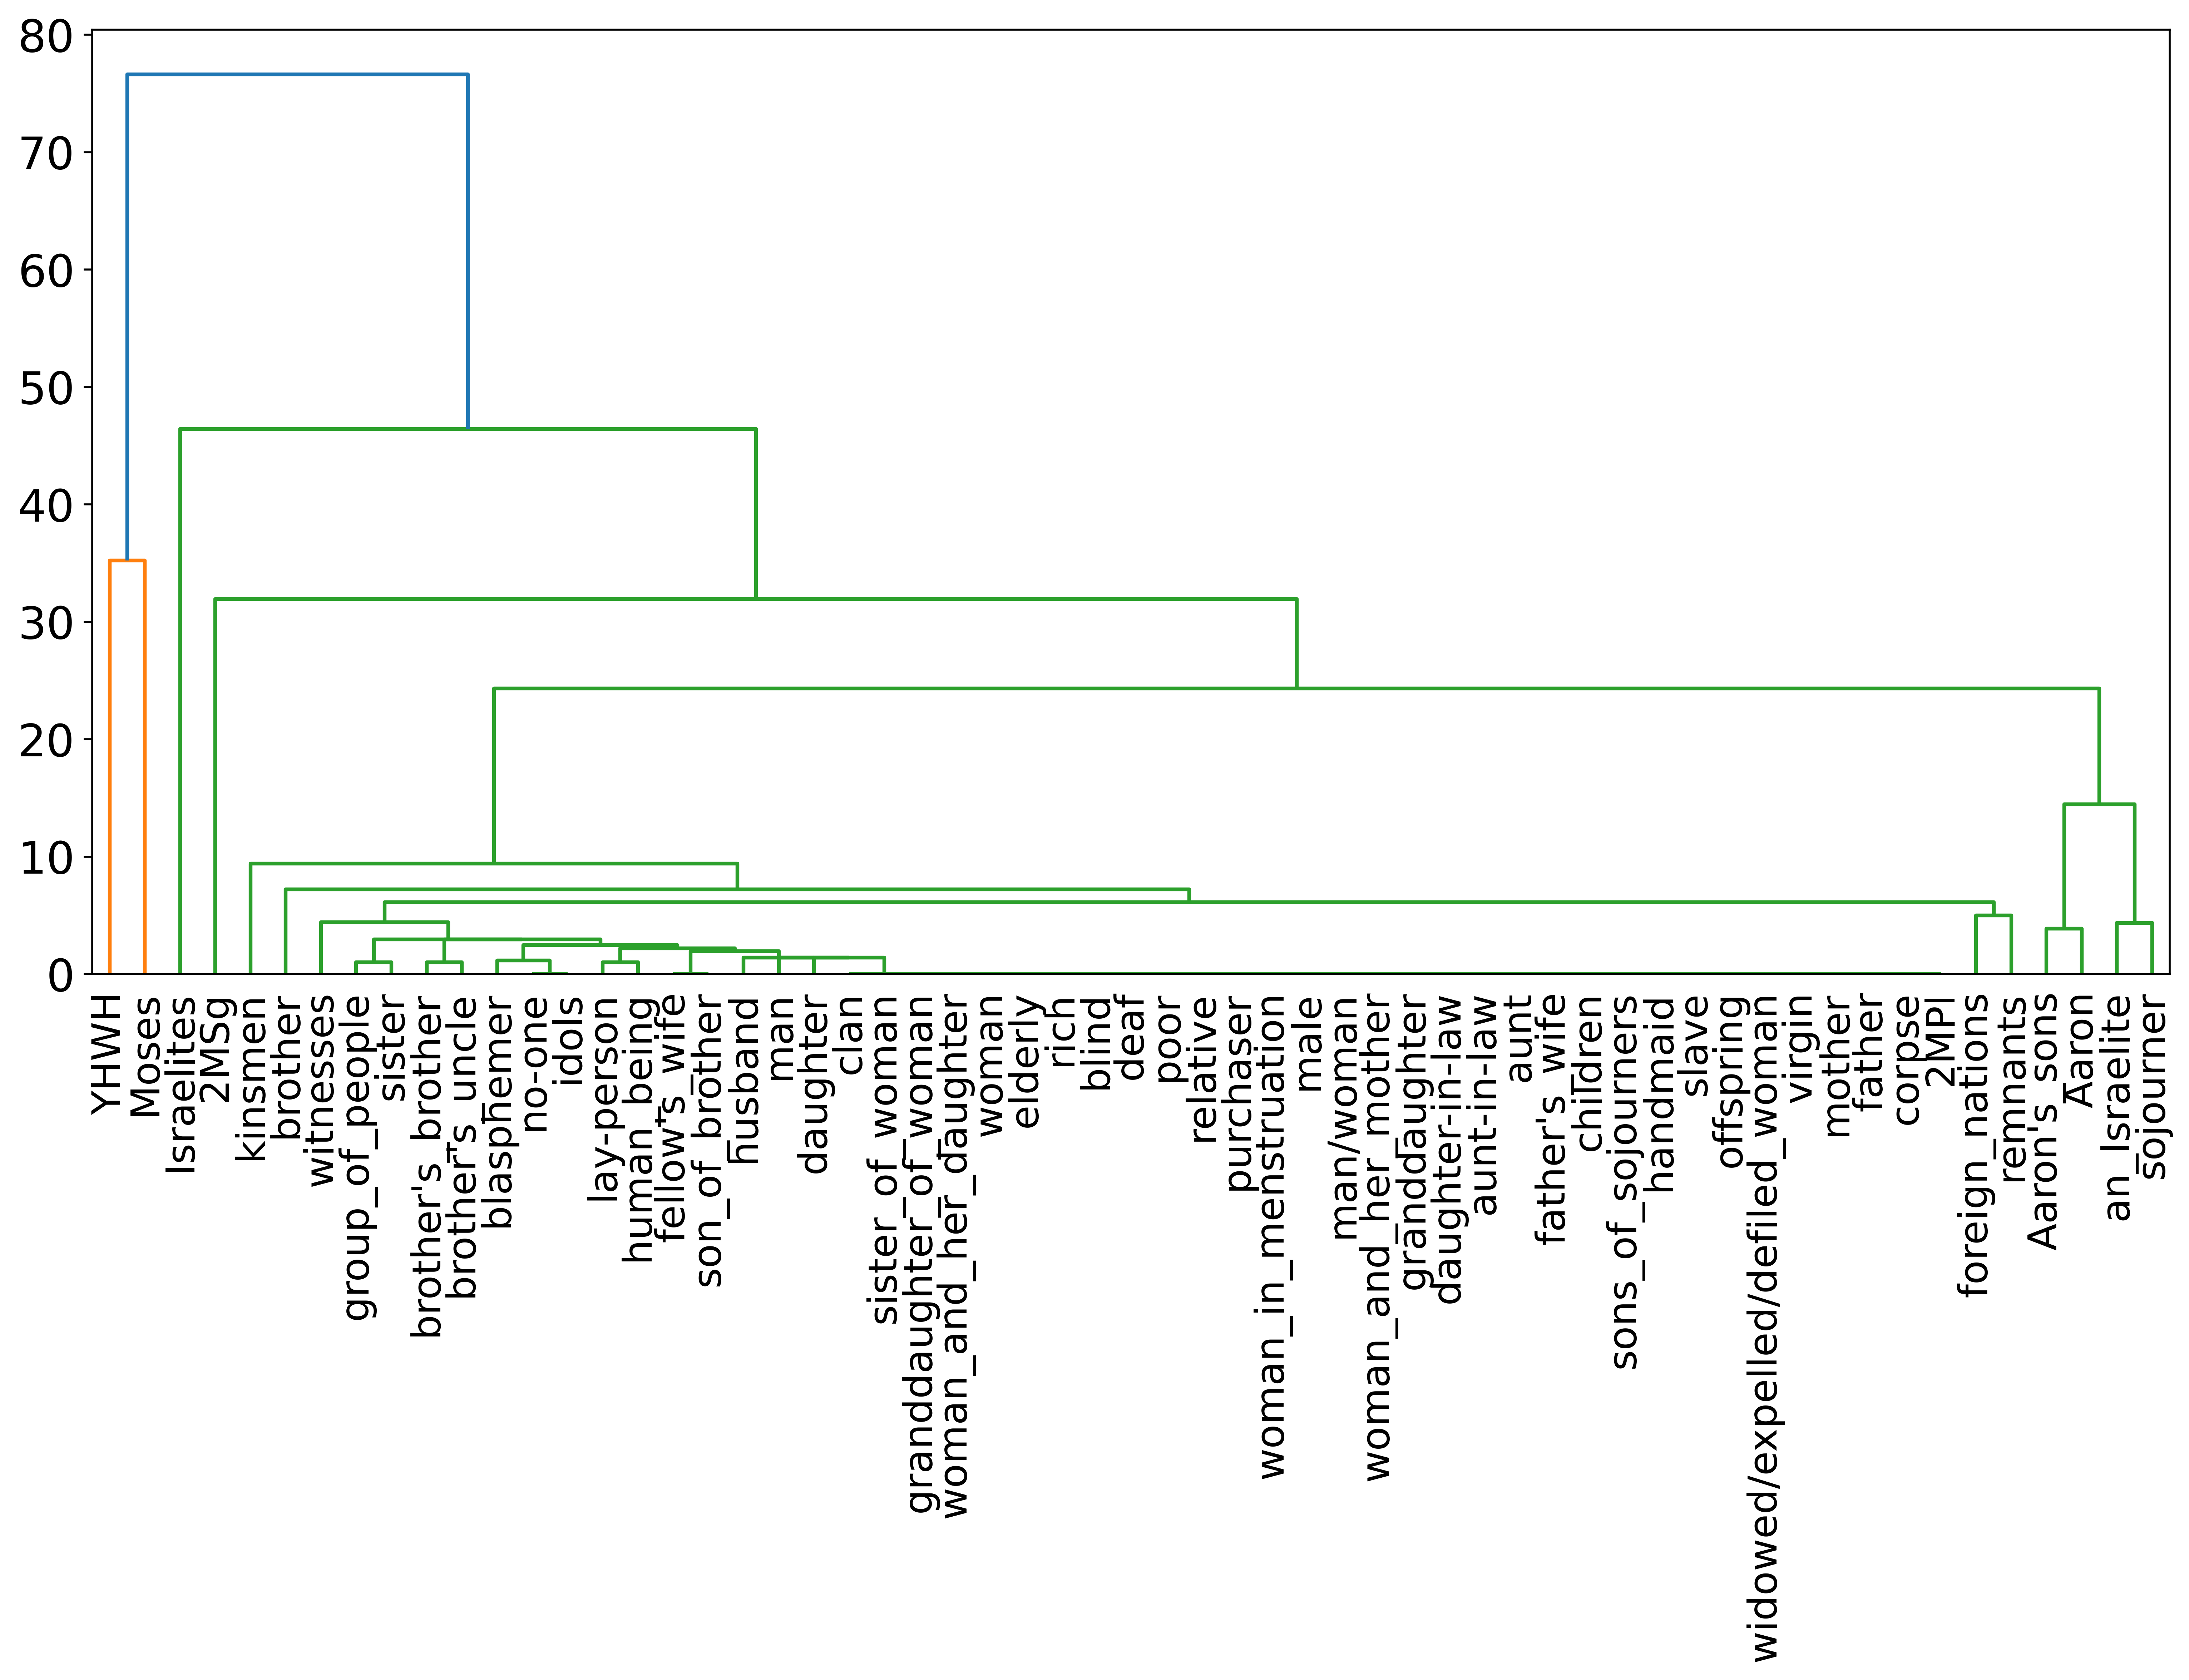 80
70
60
50
40
30
20
10
0
YHWH
Moses
Israelites
2MSg
kinsmen
brother
witnesses
group_of_people
sister
brother's_brother
brother's_uncle
blasphemer
no-one
idols
lay-person
human_being
fellow's_wife
son_of_brother
husband
man
daughter
clan
sister_of_woman
granddaughter_of_woman
woman_and_her_daughter
woman
elderly
rich
blind
deaf
poor
relative
purchaser
woman_in_menstruation
male
man/woman
woman_and_her_mother
granddaughter
daughter-in-law
aunt-in-law
aunt
father's_wife
children
sons_of_sojourners
handmaid
slave
offspring
widowed/expelled/defiled_woman
virgin
mother
father
corpse
2MPl
foreign_nations
remnants
Aaron's_sons
Aaron
an_Israelite
sojourner